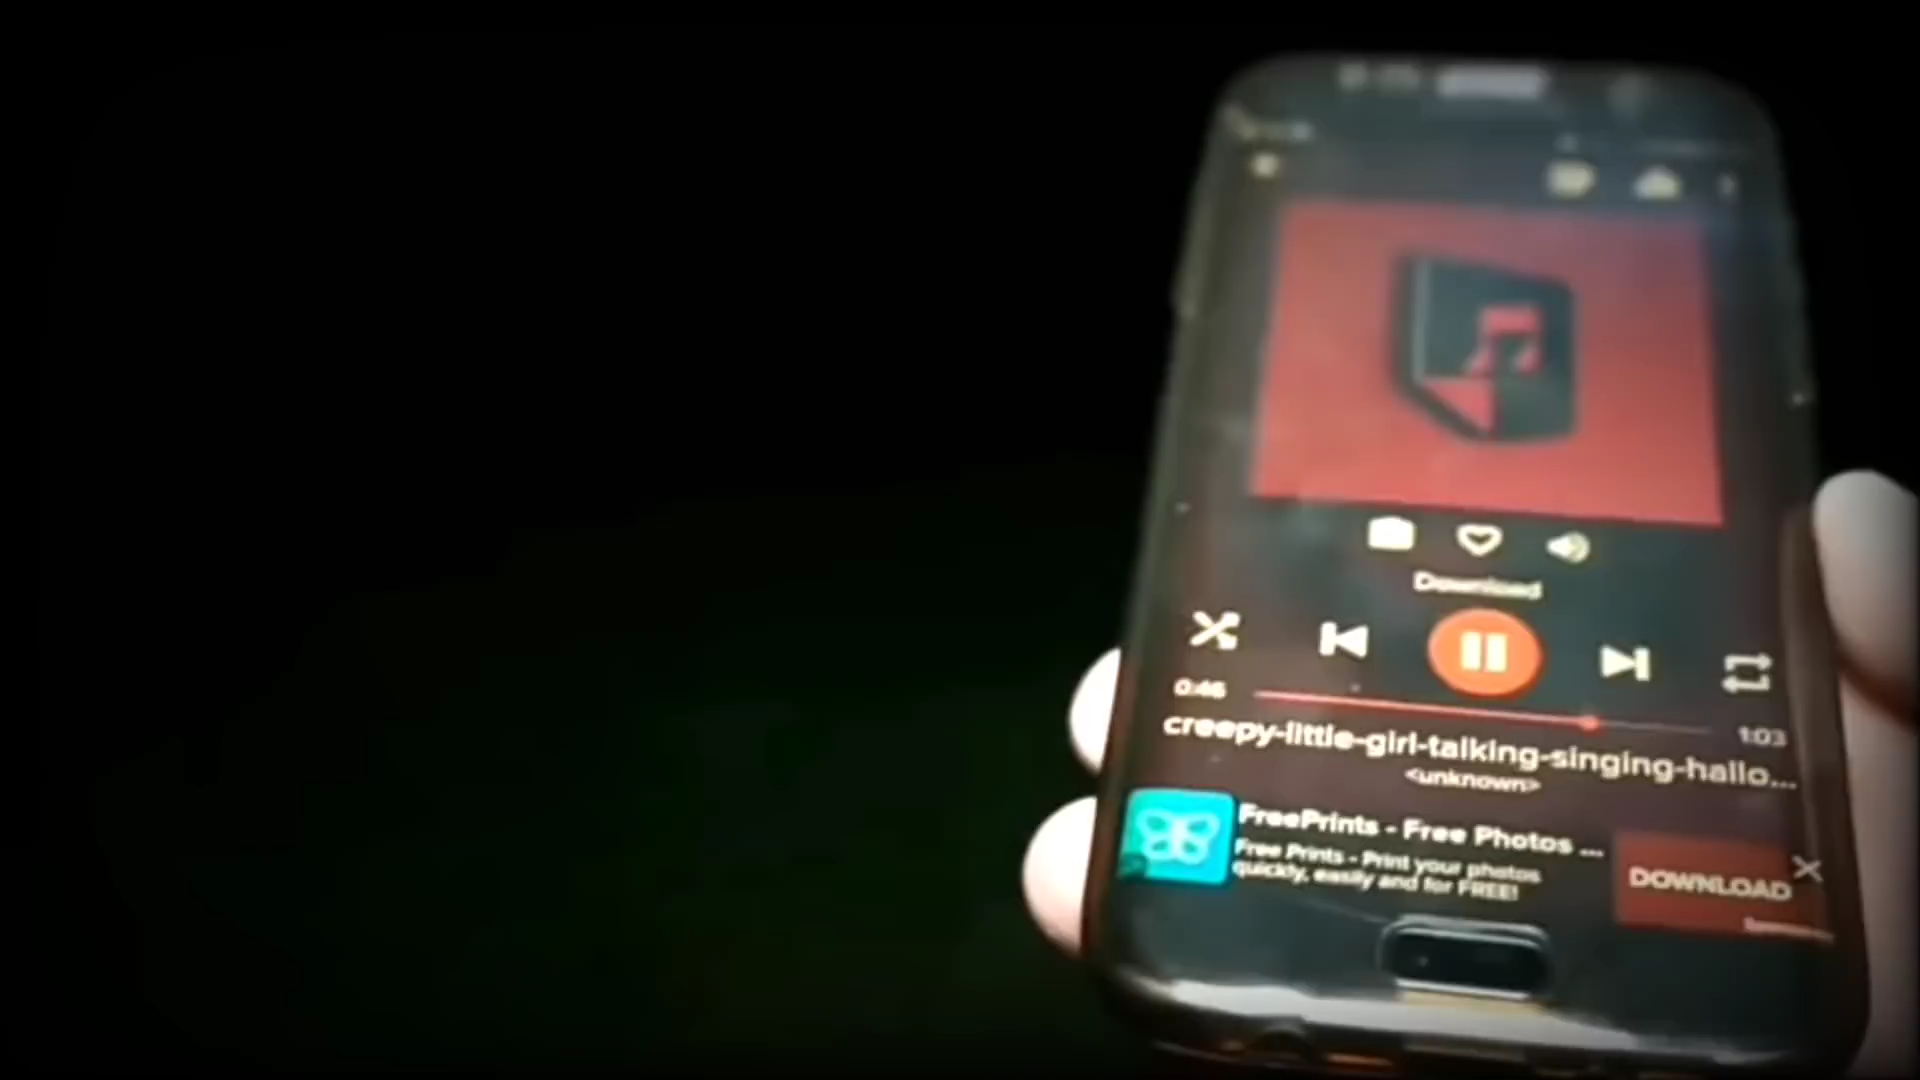 Download
0:46
1:03
creepy-little-girl-talking-singing-hallo...
<unknown>
FreePrints - Free Photos ...
Free Prints - Print your photos
quickly, easily and for FREE!
DOWNLOAD